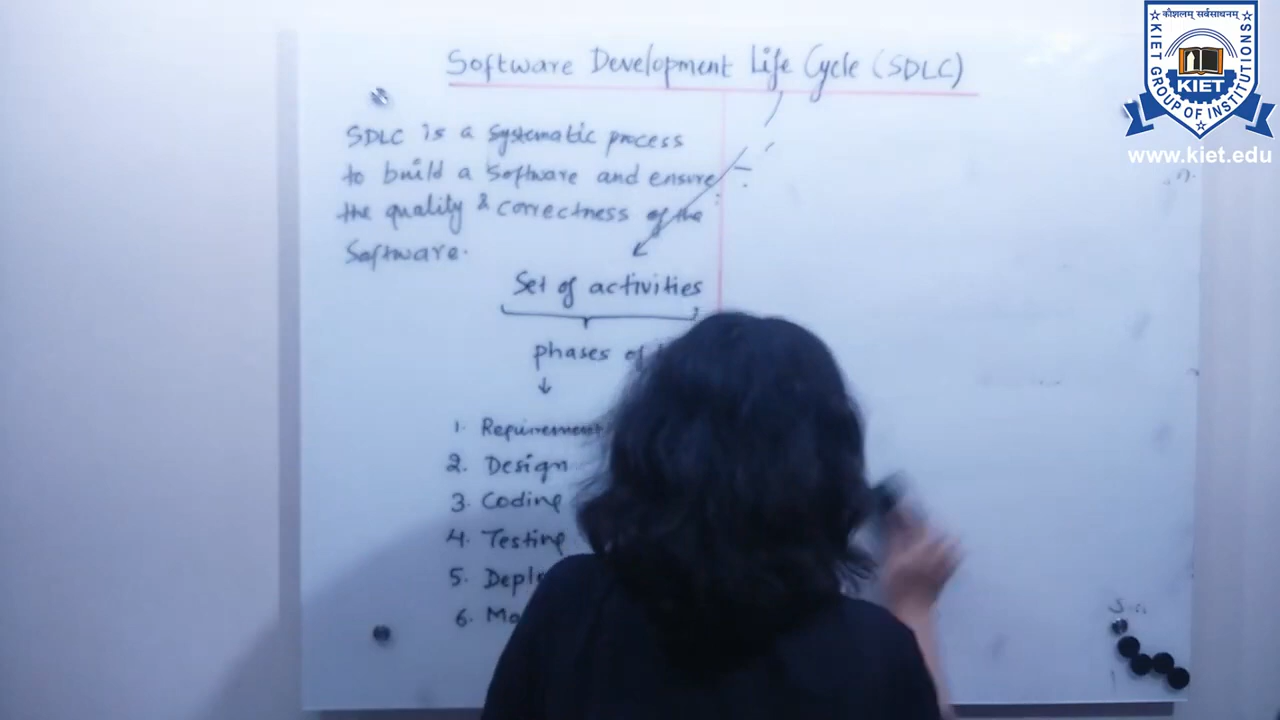 Software Development Life Cycle (SDLC)
SDLC is a systematic process
to build a software and ensure
the quality & correctness of the
software.
Set of activities
phases of
1. Requirement
2. Design
3. Coding
4. Testing
5. Deplo
6. Ma
कौशलम् सर्वसाधनम्
KIET GROUP OF INSTITUTIONS
KIET
www.kiet.edu